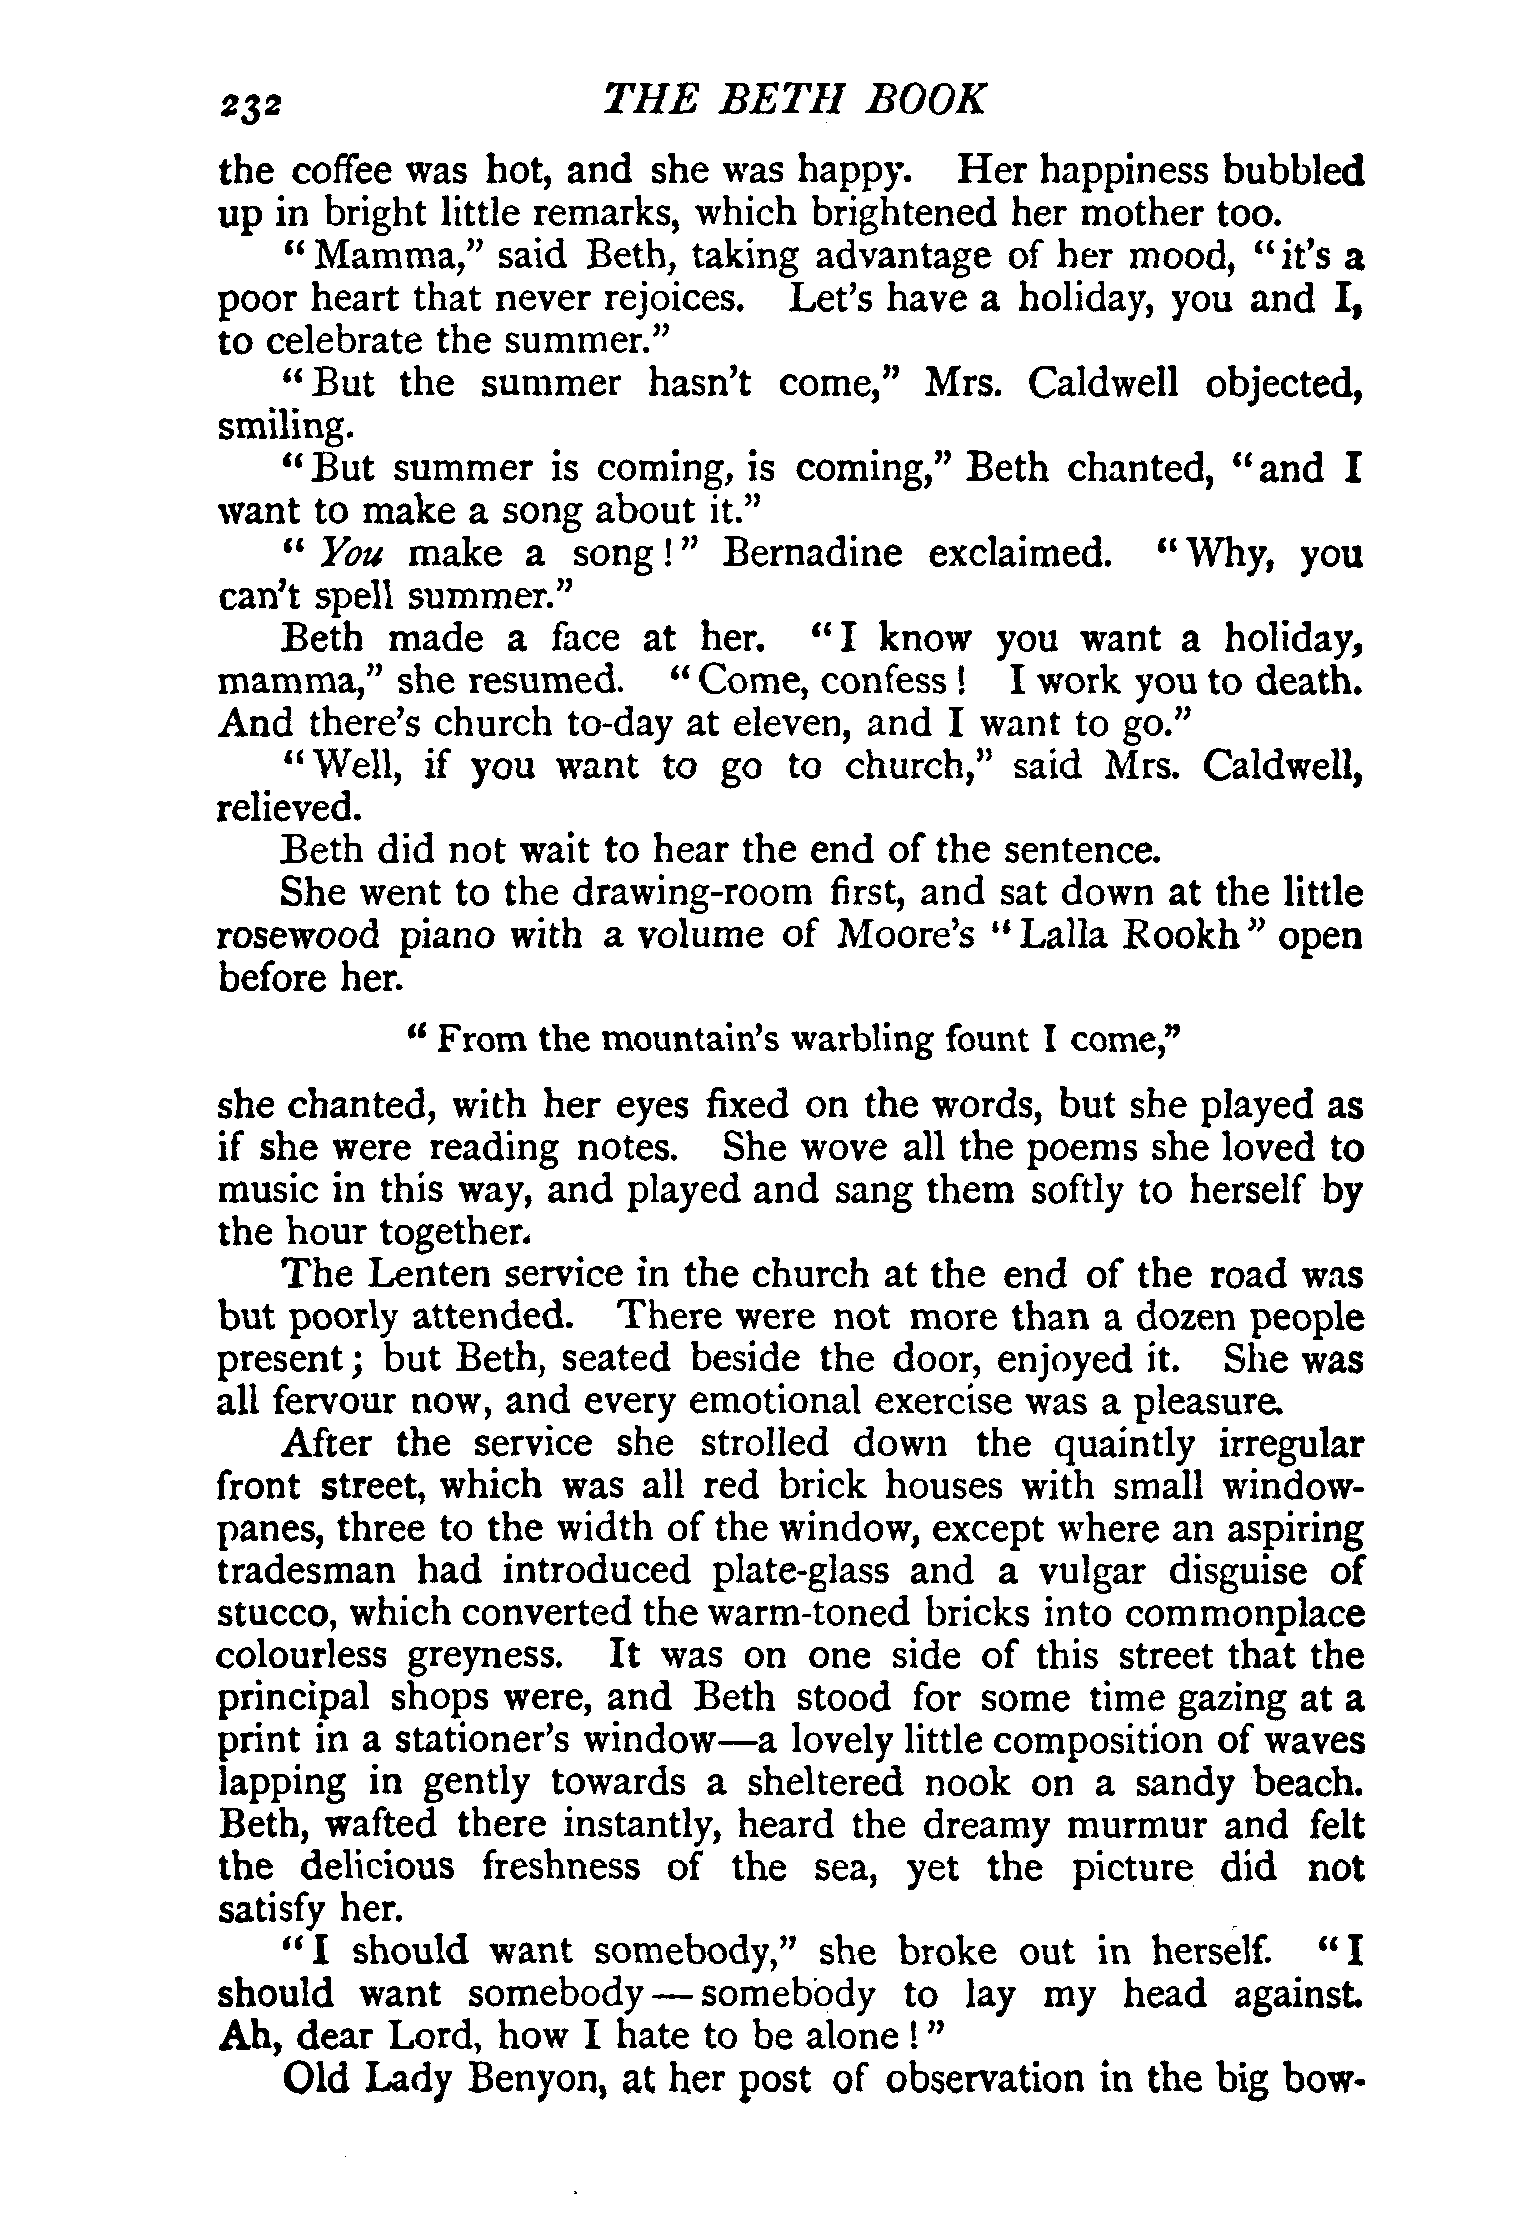 232 THE BETH BOOK
the coffee was hot, and she was happy. Her happiness bubbled
up in bright little remarks, which brightened her mother too.
"Mamma," said Beth, taking advantage of her mood, "it's a
poor heart that never rejoices. Let's have a holiday, you and I,
to celebrate the summer."
"But the summer hasn't come," Mrs. Caldwell objected,
smiling.
"But summer is coming, is coming," Beth chanted, "and I
want to make a song about it."
"You make a song!" Bernadine exclaimed. "Why, you
can't spell summer."
Beth made a face at her. "I know you want a holiday,
mamma," she resumed. "Come, confess! I work you to death.
And there's church to-day at eleven, and I want to go."
"Well, if you want to go to church," said Mrs. Caldwell,
relieved.
Beth did not wait to hear the end of the sentence.
She went to the drawing-room first, and sat down at the little
rosewood piano with a volume of Moore's "Lalla Rookh" open
before her.
"From the mountain's warbling fount I come,"
she chanted, with her eyes fixed on the words, but she played as
if she were reading notes. She wove all the poems she loved to
music in this way, and played and sang them softly to herself by
the hour together.
The Lenten service in the church at the end of the road was
but poorly attended. There were not more than a dozen people
present; but Beth, seated beside the door, enjoyed it. She was
all fervour now, and every emotional exercise was a pleasure.
After the service she strolled down the quaintly irregular
front street, which was all red brick houses with small window-
panes, three to the width of the window, except where an aspiring
tradesman had introduced plate-glass and a vulgar disguise of
stucco, which converted the warm-toned bricks into commonplace
colourless greyness. It was on one side of this street that the
principal shops were, and Beth stood for some time gazing at a
print in a stationer's window—a lovely little composition of waves
lapping in gently towards a sheltered nook on a sandy beach.
Beth, wafted there instantly, heard the dreamy murmur and felt
the delicious freshness of the sea, yet the picture did not
satisfy her.
"I should want somebody," she broke out in herself. "I
should want somebody—somebody to lay my head against.
Ah, dear Lord, how I hate to be alone!"
Old Lady Benyon, at her post of observation in the big bow-